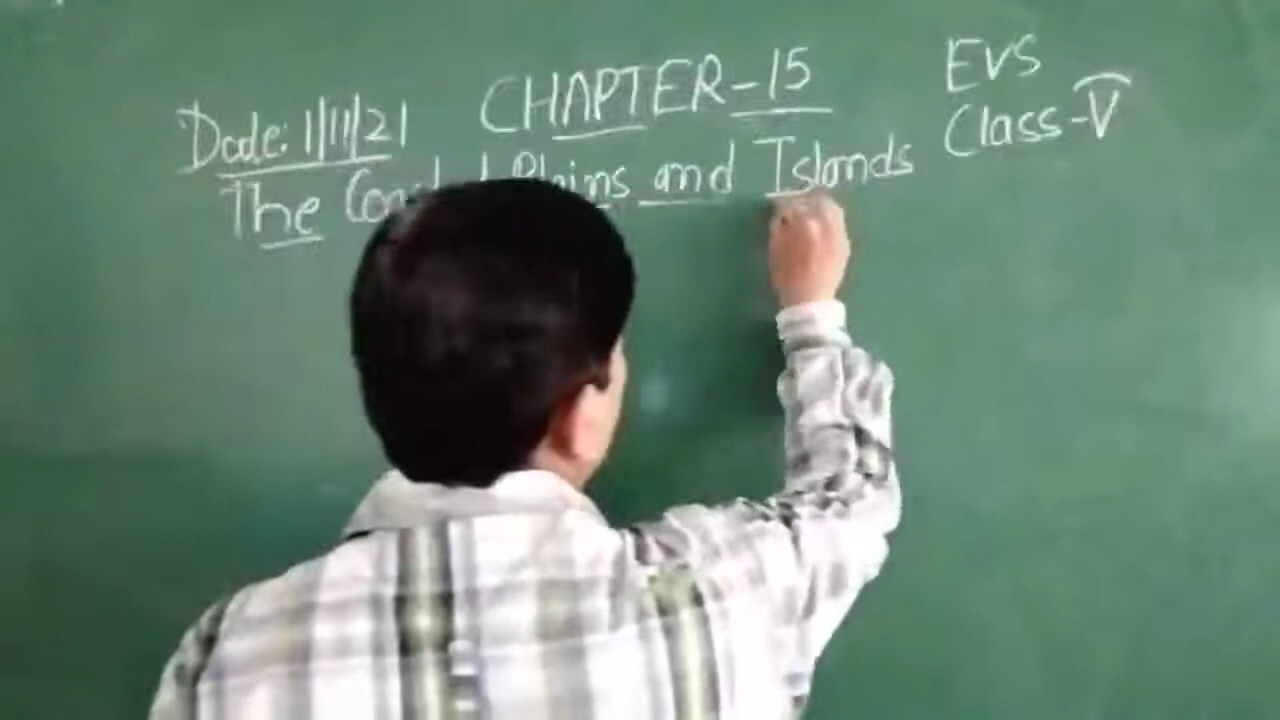 CHAPTER-15
EVS
Date: 1/11/21
Class-V
The Plains and Islands